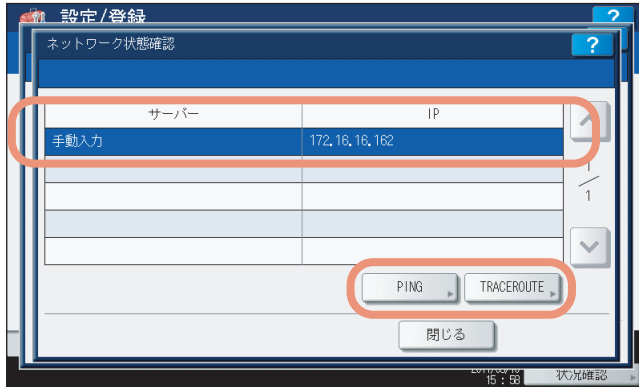 設定/登録
?
ネットワーク状態確認
?
サーバー IP
手動入力 172.16.16.162
1
1
PING TRACEROUTE
閉じる
15:58 状況確認